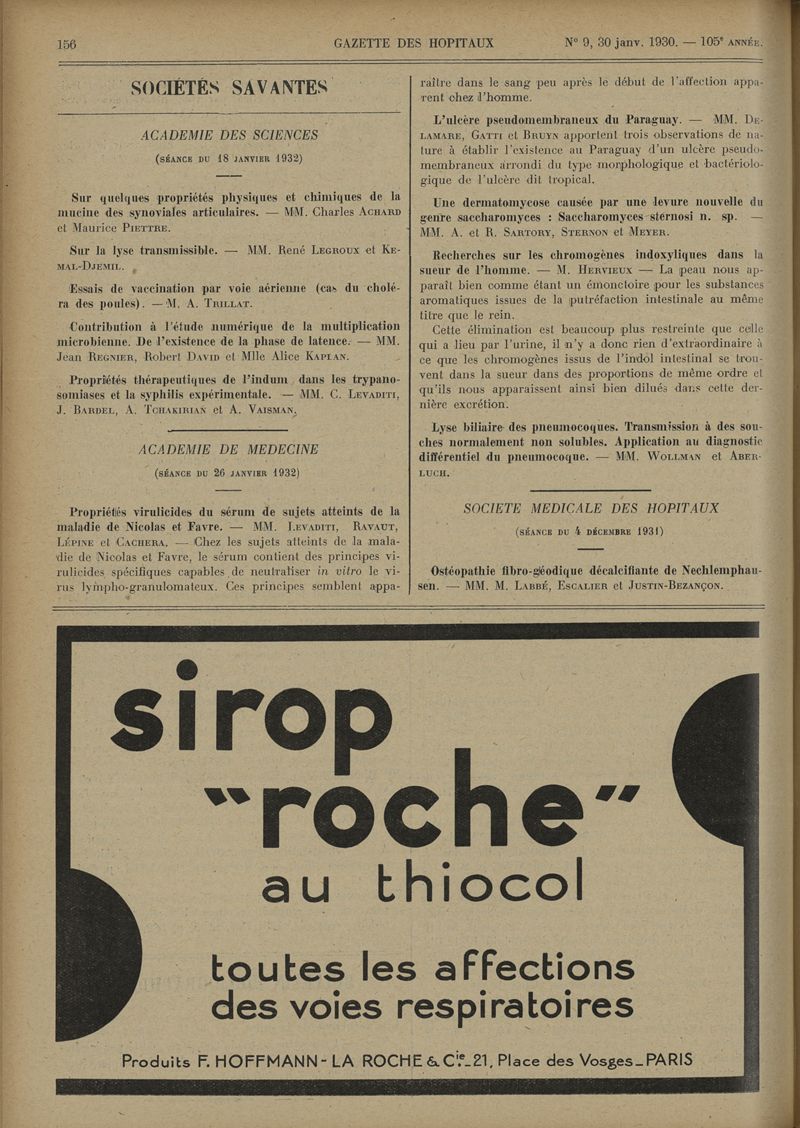 156
GAZETTE DES HOPITAUX
N° 9, 30 janv. 1930. — 105e ANNÉE.
SOCIÉTÉS SAVANTES
ACADEMIE DES SCIENCES
(SÉANCE DU 18 JANVIER 1932)
Sur quelques propriétés physiques et chimiques de la
mucine des synoviales articulaires. — MM. Charles ACHARD
et Maurice PIETTRE.
Sur la lyse transmissible. — MM. René LEGROUX et KE-
MAL-DJEMIL.
Essais de vaccination par voie aérienne (cas du cholé-
ra des poules). — M. A. TRILLAT.
Contribution à l'étude numérique de la multiplication
microbienne. De l'existence de la phase de latence. — MM.
Jean REGNIER, Robert DAVID et Mlle Alice KAPLAN.
Propriétés thérapeutiques de l'indum dans les trypano-
somiases et la syphilis expérimentale. — MM. C. LEVADITI,
J. BARDEL, A. TCHAKIRIAN et A. VAISMAN.
ACADEMIE DE MEDECINE
(SÉANCE DU 26 JANVIER 1932)
Propriétés virulicides du sérum de sujets atteints de la
maladie de Nicolas et Favre. — MM. LEVADITI, RAVAUT,
LÉPINE et CACHERA. — Chez les sujets atteints de la mala-
die de Nicolas et Favre, le sérum contient des principes vi-
rulicides spécifiques capables de neutraliser in vitro le vi-
rus lympho-granulomateux. Ces principes semblent appa-
raître dans le sang peu après le début de l'affection appa-
rent chez l'homme.
L'ulcère pseudomembraneux du Paraguay. — MM. DE-
LAMARE, GATTI et BRUYN apportent trois observations de na-
ture à établir l'existence au Paraguay d'un ulcère pseudo-
membraneux arrondi du type morphologique et bactériolo-
gique de l'ulcère dit tropical.
Une dermatomycose causée par une levure nouvelle du
genre saccharomyces : Saccharomyces sternosi n. sp. —
MM. A. et R. SARTORY, STERNON et MEYER.
Recherches sur les chromogènes indoxyliques dans la
sueur de l'homme. — M. HERVIEUX — La peau nous ap-
paraît bien comme étant un émonctoire pour les substances
aromatiques issues de la putréfaction intestinale au même
titre que le rein.
Cette élimination est beaucoup plus restreinte que celle
qui a lieu par l'urine, il n'y a donc rien d'extraordinaire à
ce que les chromogènes issus de l'indol intestinal se trou-
vent dans la sueur dans des proportions de même ordre et
qu'ils nous apparaissent ainsi bien dilués dans cette der-
nière excrétion.
Lyse biliaire des pneumocoques. Transmission à des sou-
ches normalement non solubles. Application au diagnostic
différentiel du pneumocoque. — MM. WOLLMAN et ABER-
LUCH.
SOCIETE MEDICALE DES HOPITAUX
(SÉANCE DU 4 DÉCEMBRE 1931)
Ostéopathie fibro-géodique décalcifiante de Nechlemphau-
sen. — MM. M. LABBÉ, ESCALIER et JUSTIN-BEZANÇON.
sirop
"roche"
au thiocol
toutes les affections
des voies respiratoires
Produits F. HOFFMANN-LA ROCHE & Cie_21, Place des Vosges_PARIS